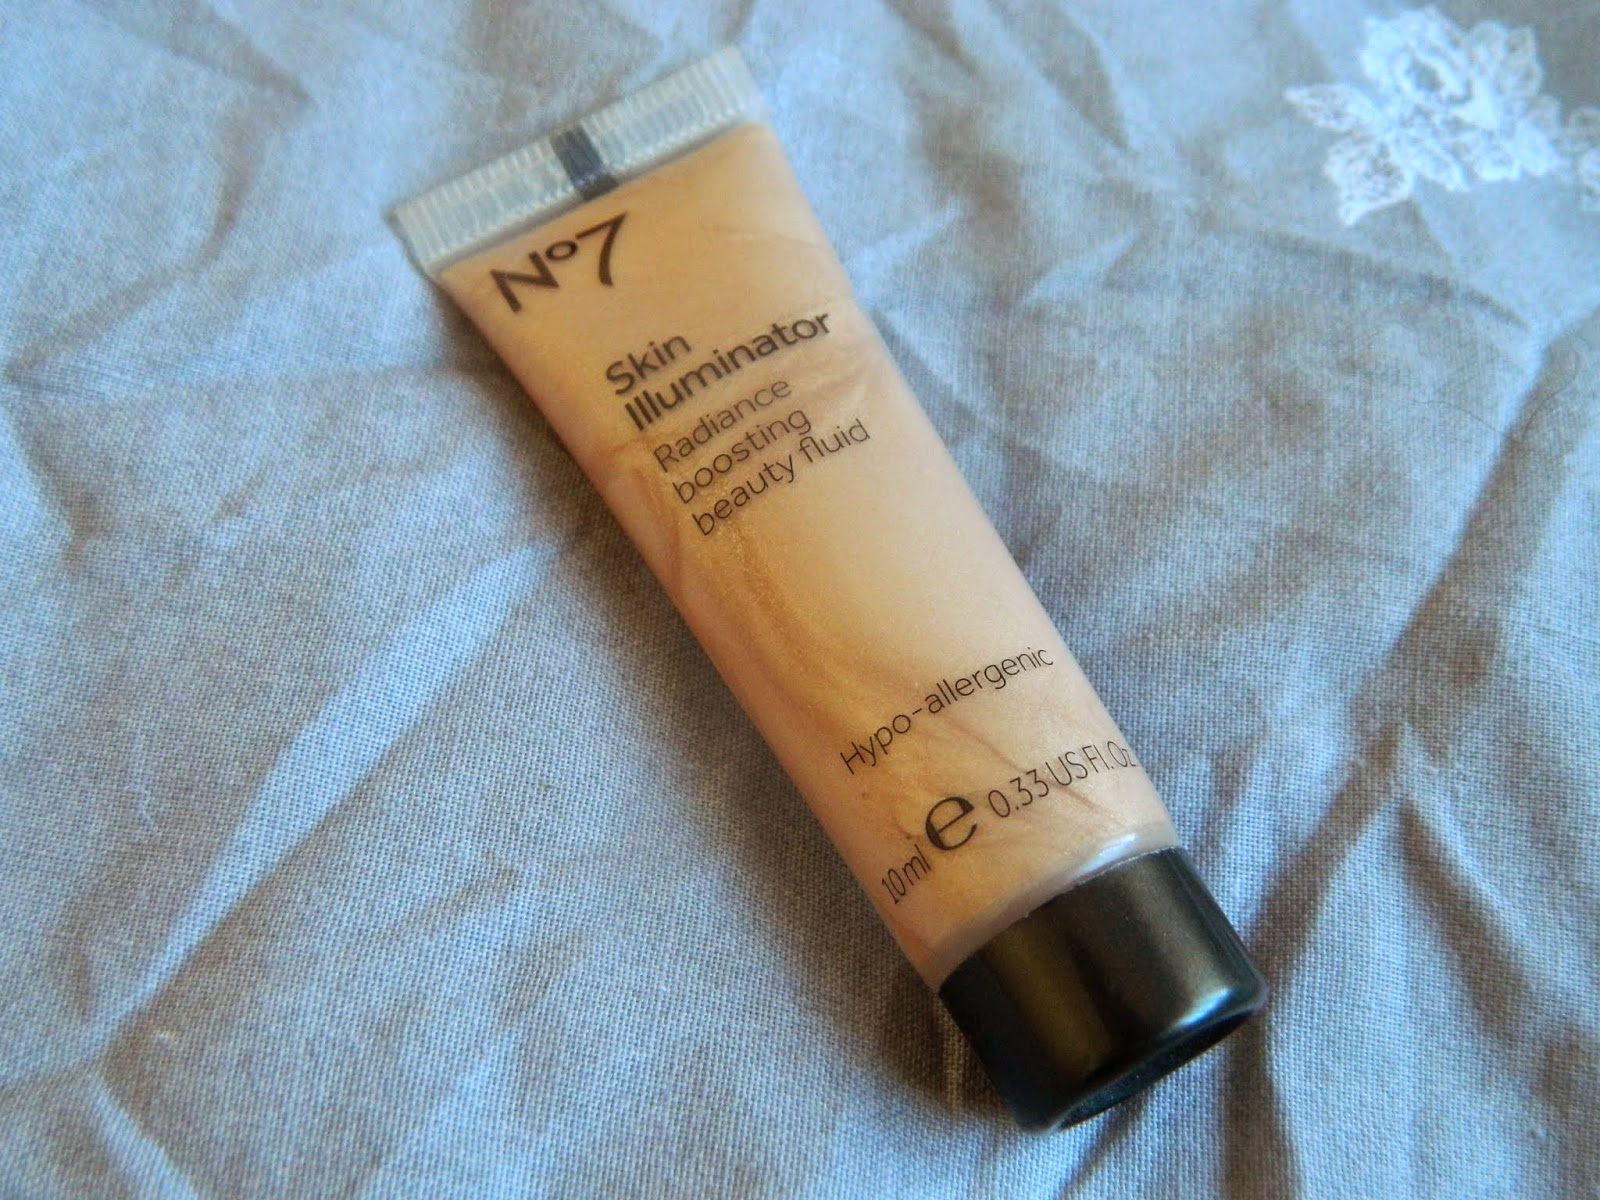 Nº7
Skin
Illuminator
Radiance
boosting
beauty fluid
Hypo-allergenic
10ml e 0.33 US Fl. Oz